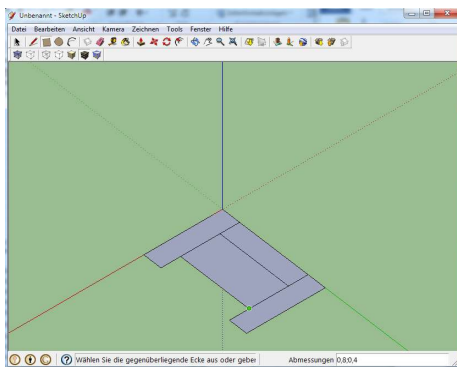 Unbenannt - SketchUp
Datei Bearbeiten Ansicht Kamera Zeichnen Tools Fenster Hilfe
Wählen Sie die gegenüberliegende Ecke aus oder geber Abmessungen 0,8;0,4